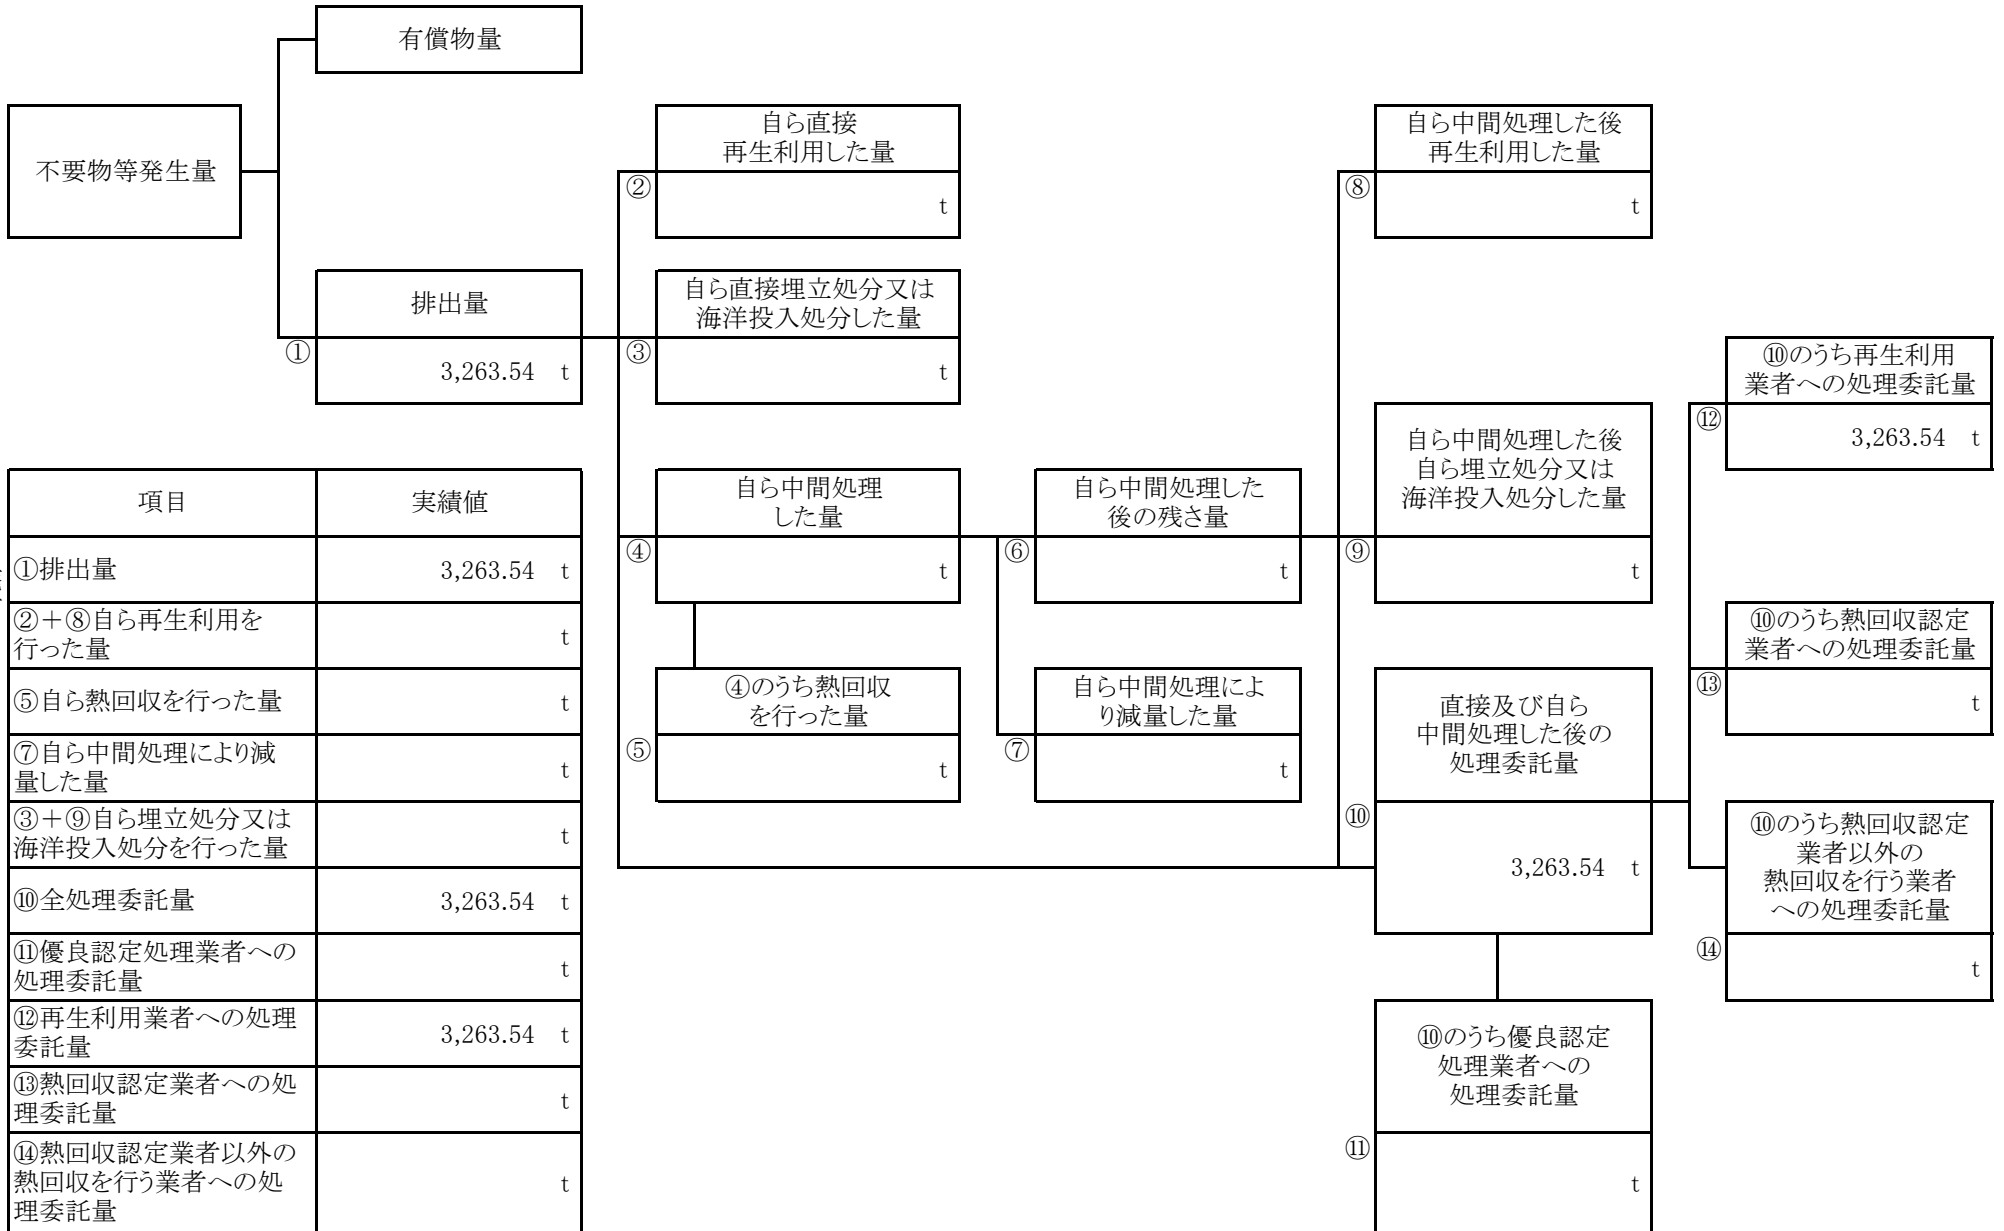 有償物量
不要物等発生量
自ら直接
再生利用した量
②
t
自ら中間処理した後
再生利用した量
⑧
t
排出量
①
3,263.54 t
自ら直接埋立処分又は
海洋投入処分した量
③
t
⑩のうち再生利用
業者への処理委託量
⑫
3,263.54 t
自ら中間処理
した量
④
t
自ら中間処理した
後の残さ量
⑥
t
自ら中間処理した後
自ら埋立処分又は
海洋投入処分した量
⑨
t
⑩のうち熱回収認定
業者への処理委託量
⑬
t
④のうち熱回収
を行った量
⑤
t
自ら中間処理によ
り減量した量
⑦
t
直接及び自ら
中間処理した後の
処理委託量
⑩
3,263.54 t
⑩のうち熱回収認定
業者以外の
熱回収を行う業者
への処理委託量
⑭
t
⑩のうち優良認定
処理業者への
処理委託量
⑪
t
項目 実績値
①排出量 3,263.54 t
②+⑧自ら再生利用を
行った量
t
⑤自ら熱回収を行った量 t
⑦自ら中間処理により減
量した量
t
③+⑨自ら埋立処分又は
海洋投入処分を行った量
t
⑩全処理委託量 3,263.54 t
⑪優良認定処理業者への
処理委託量
t
⑫再生利用業者への処理
委託量
3,263.54 t
⑬熱回収認定業者への処
理委託量
t
⑭熱回収認定業者以外の
熱回収を行う業者への処
理委託量
t